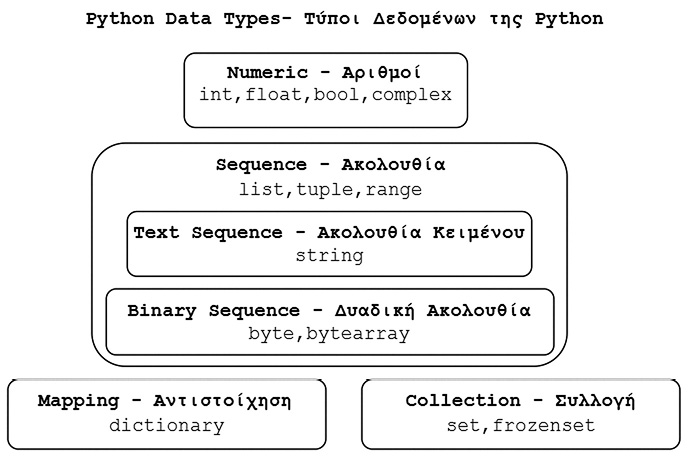 Python Data Types- Τύποι Δεδομένων της Python
Numeric - Αριθμοί
int,float,bool,complex
Sequence - Ακολουθία
list,tuple,range
Text Sequence - Ακολουθία Κειμένου
string
Binary Sequence - Δυαδική Ακολουθία
byte,bytearray
Mapping - Αντιστοίχηση
dictionary
Collection - Συλλογή
set,frozenset